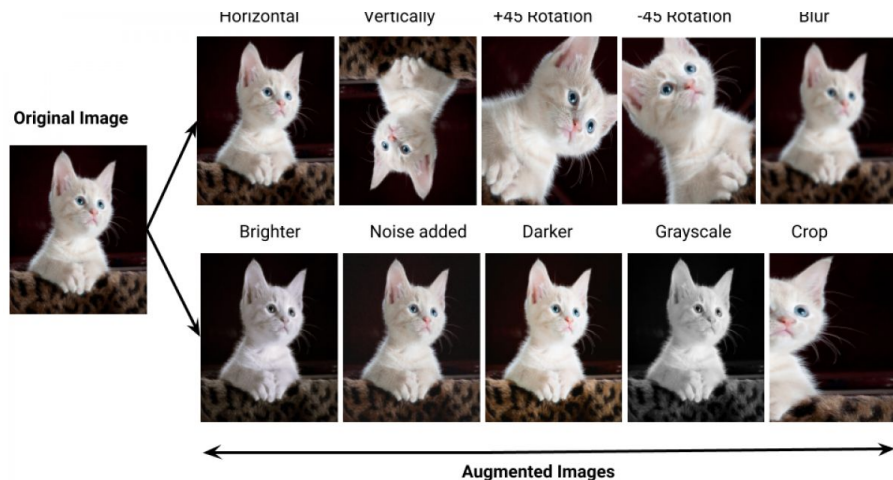 Horizontal Vertically +45 Rotation -45 Rotation Blur
Original Image
Brighter Noise added Darker Grayscale Crop
Augmented Images